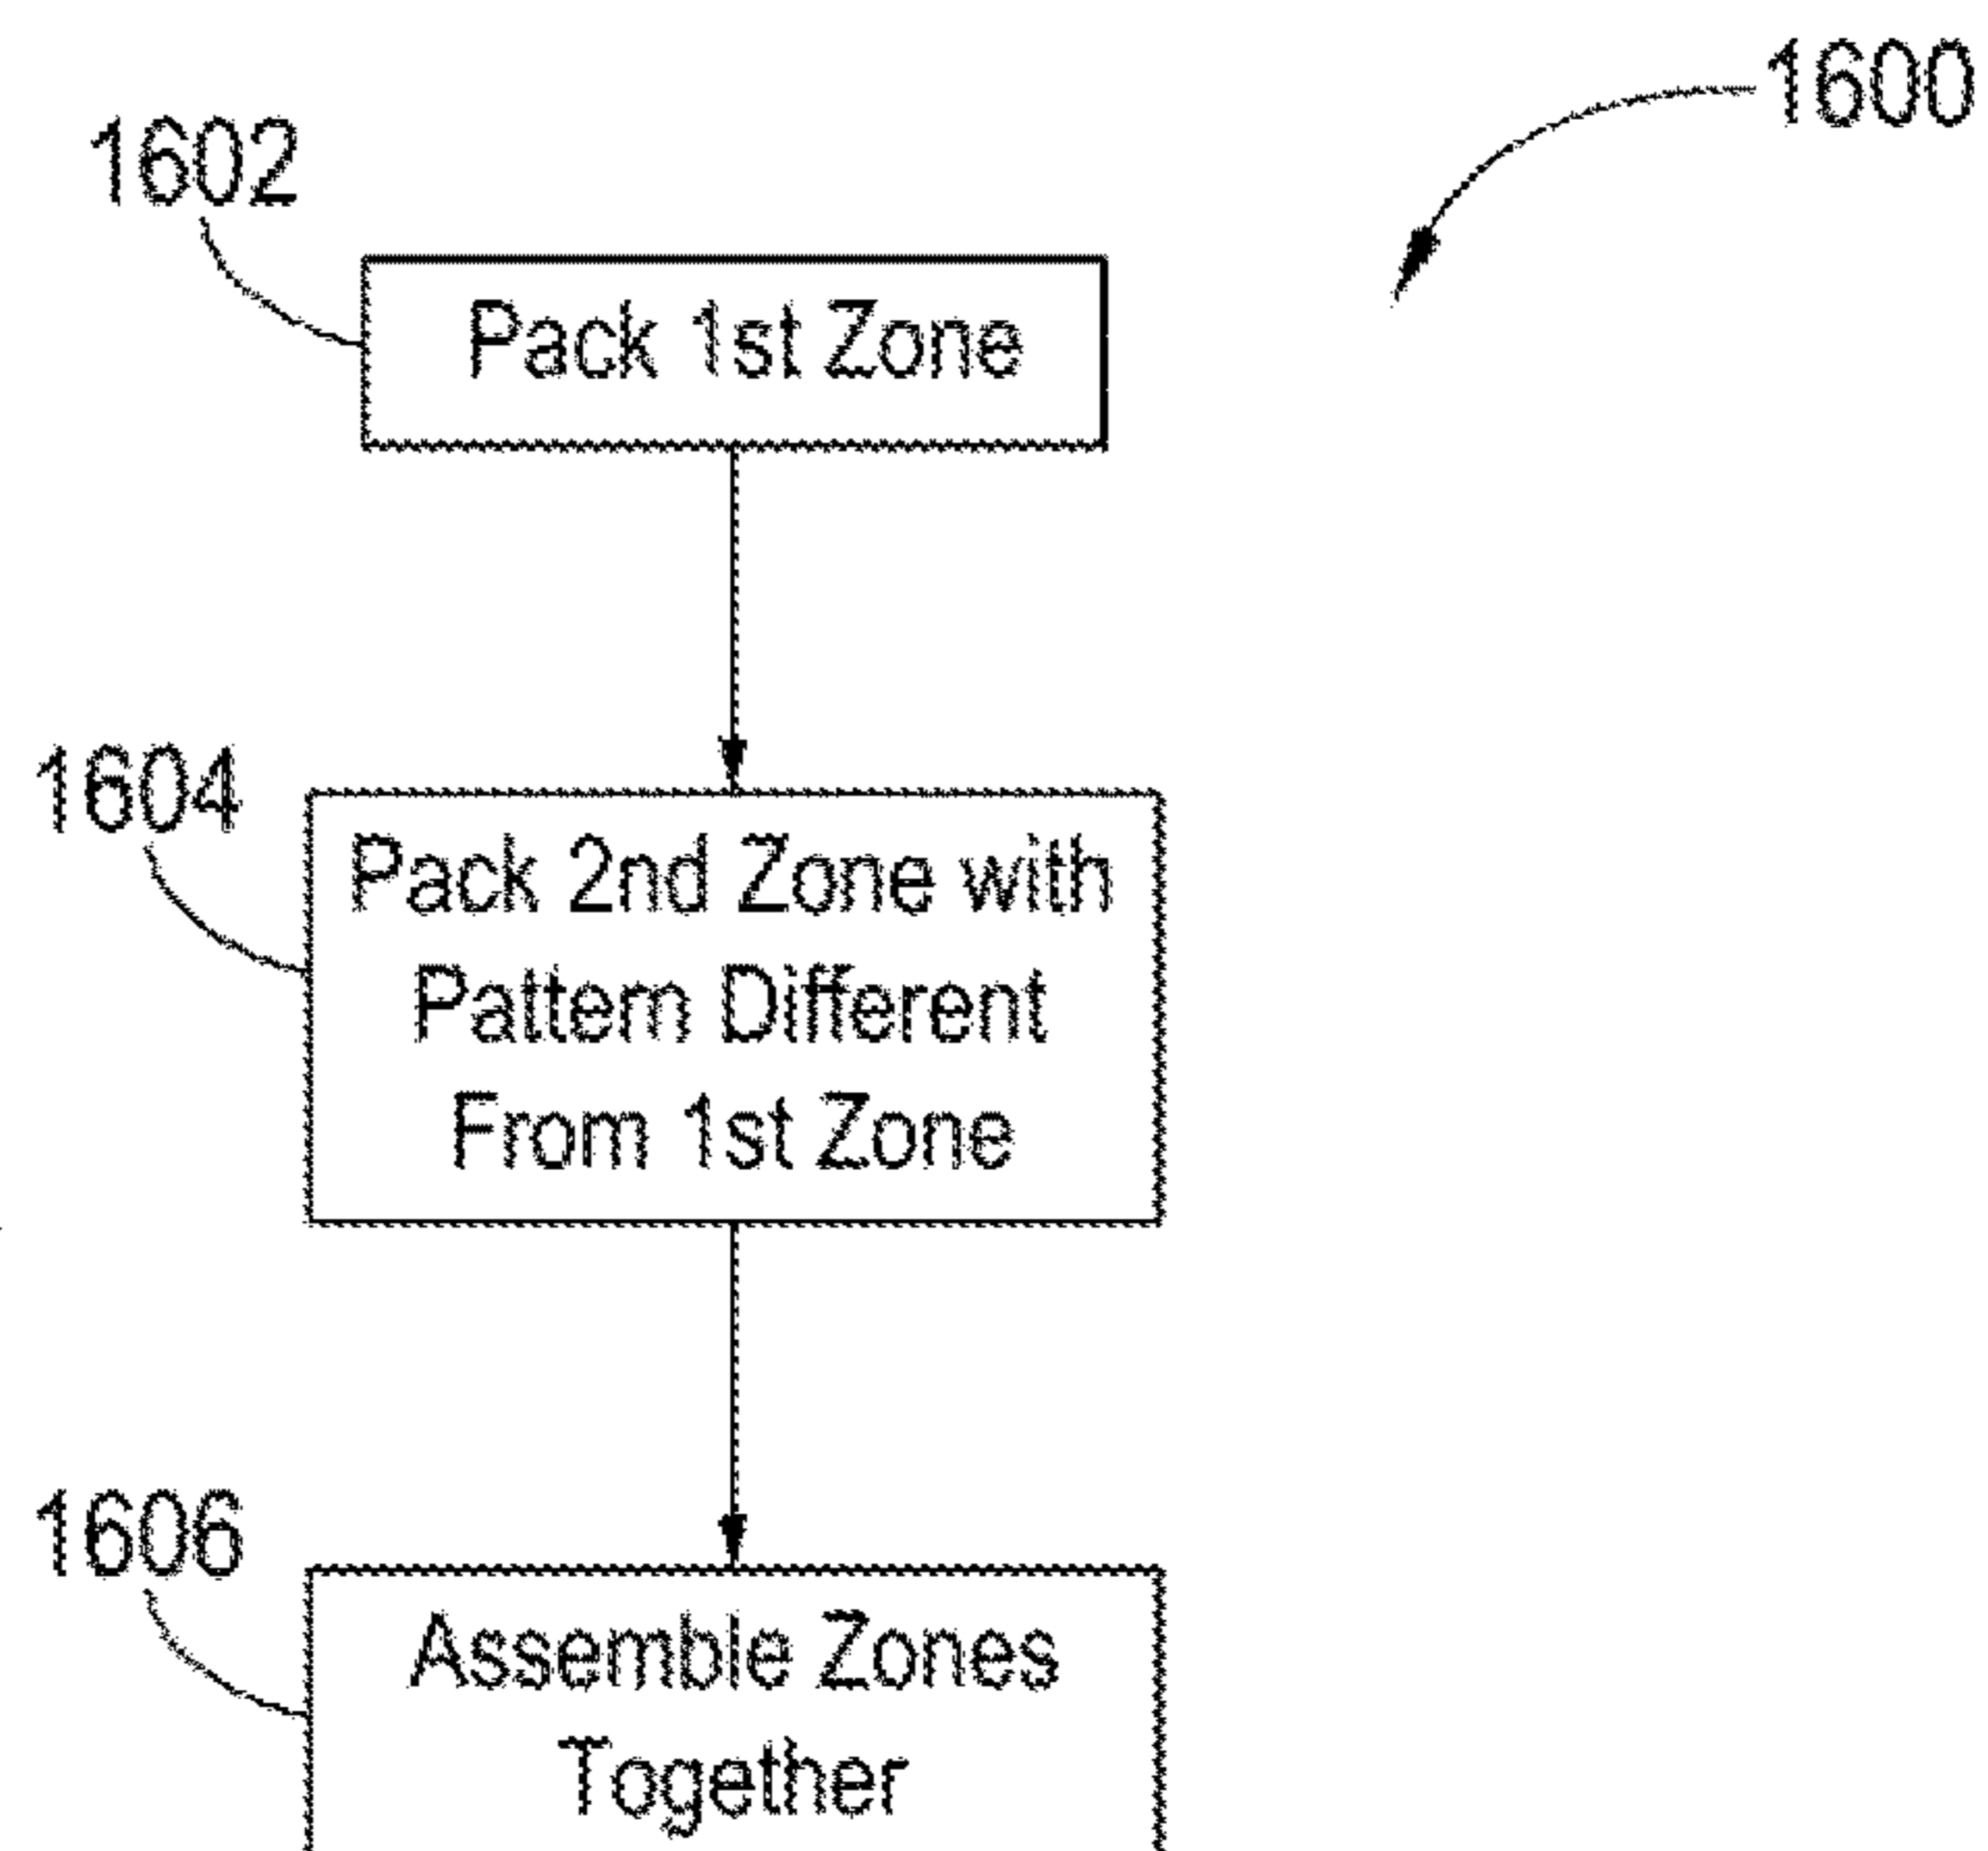 1600
1602
Pack 1st Zone
1604
Pack 2nd Zone with
Pattern Different
From 1st Zone
1606
Assemble Zones
Together